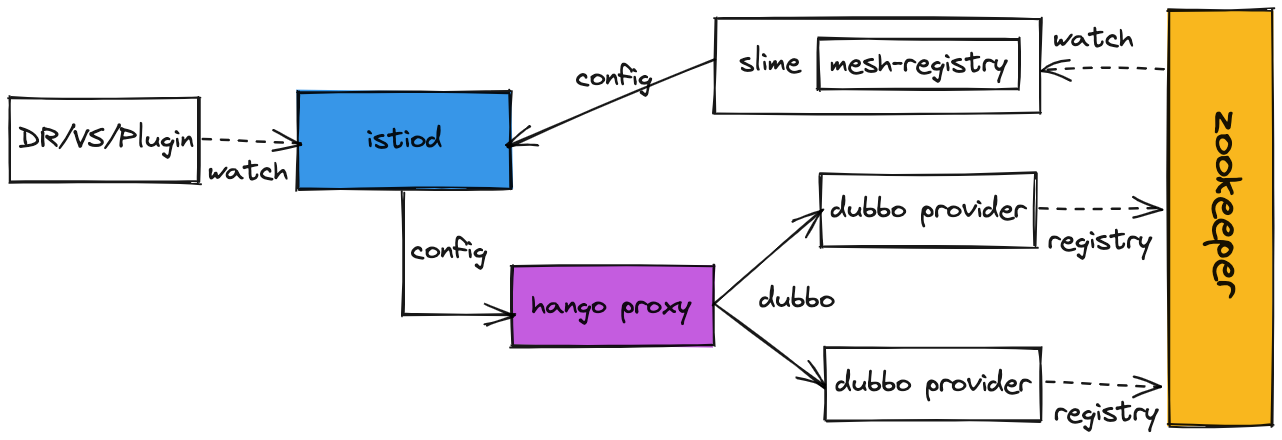 slime
mesh-registry
watch
config
DR/VS/Plugin
istiod
watch
zookeeper
dubbo provider
registry
config
hango proxy
dubbo
dubbo provider
registry